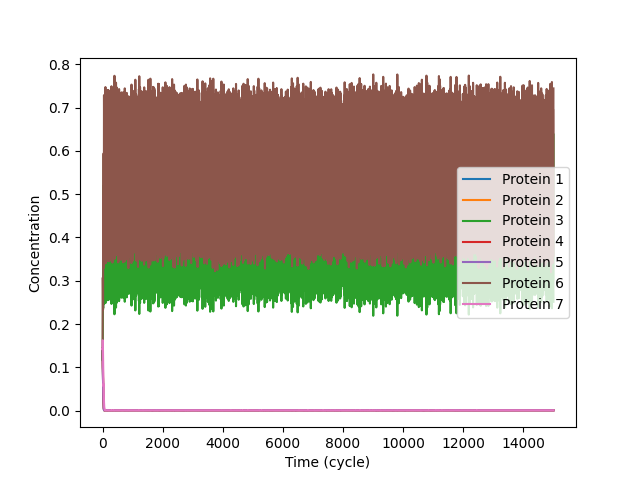 0.8
0.7
0.6
0.5
0.4
0.3
0.2
0.1
0.0
Concentration
Protein 1
Protein 2
Protein 3
Protein 4
Protein 5
Protein 6
Protein 7
0 2000 4000 6000 8000 10000 12000 14000
Time (cycle)